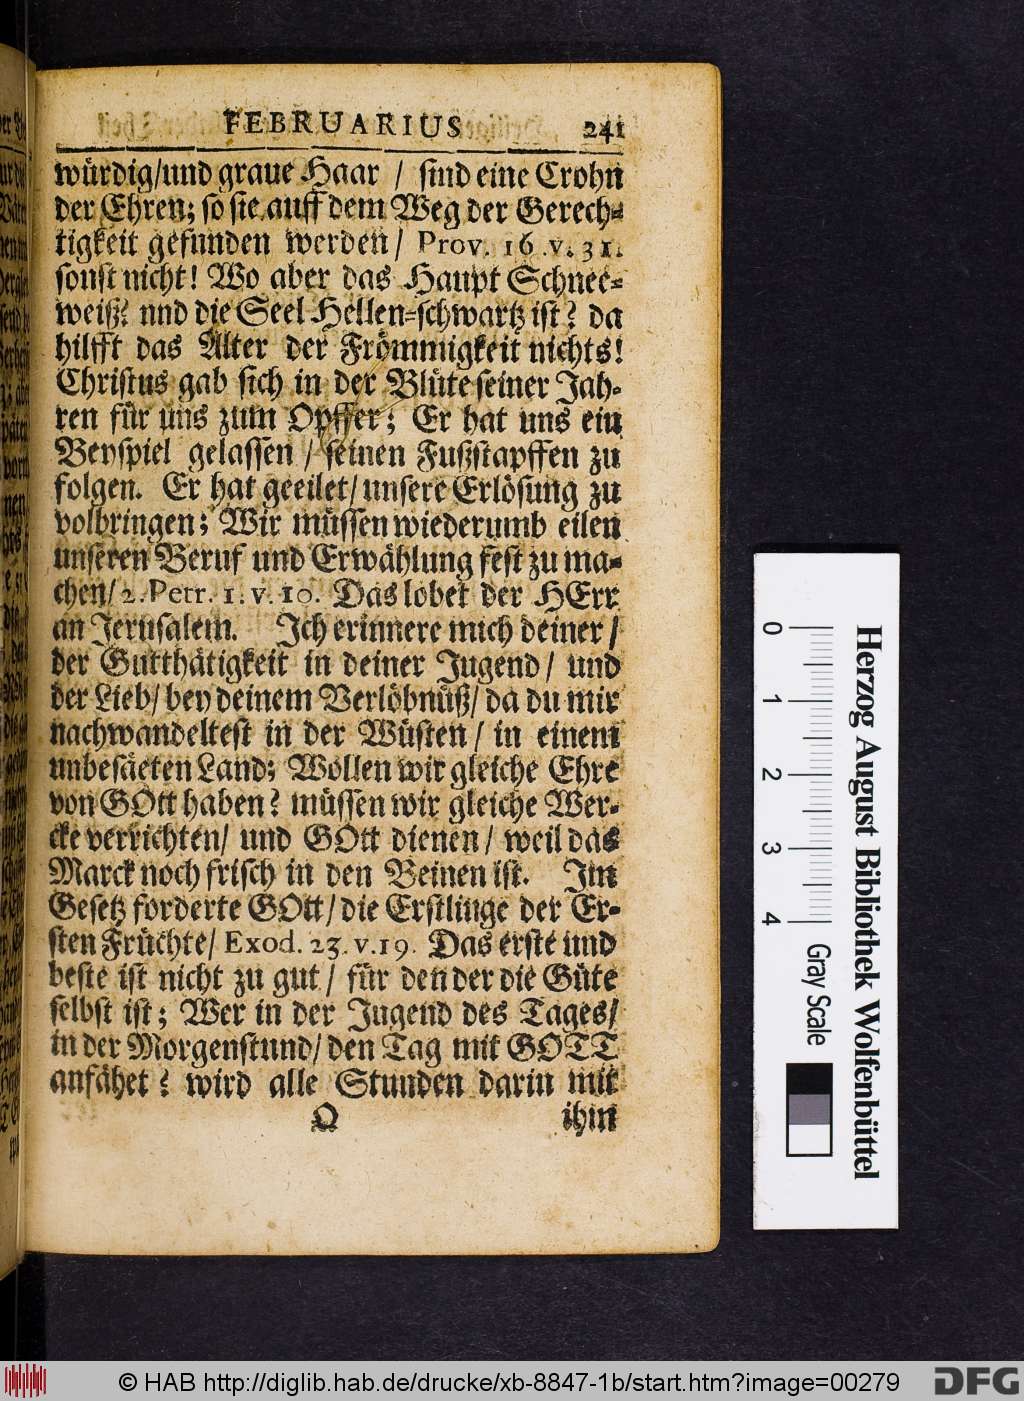 FEBRUARIUS 241
würdig/und graue Haar / sind eine Crohn
der Ehren; so sie auff dem Weg der Gerech-
tigkeit gefunden werden/ Prov. 16. v. 31.
sonst nicht! Wo aber das Haupt Schnee-
weiß? und die Seel Hellen-schwartz ist? da
hilfft das Alter der Frömmigkeit nichts!
Christus gab sich in der Blüte seiner Jah-
ren für uns zum Opffer; Er hat uns ein
Beyspiel gelassen / seinen Fußstapffen zu
folgen. Er hat geeilet/ unsere Erlösung zu
volbringen; Wir müssen wiederumb eilen
unseren Beruf und Erwählung fest zu ma-
chen/ 2. Petr. 1. v. 10. Das lobet der HErr
an Jerusalem. Ich erinnere mich deiner /
der Gutthätigkeit in deiner Jugend/ und
der Lieb/ bey deinem Verlöbnüß/ da du mir
nachwandeltest in der Wüsten / in einem
unbesäeten Land; Wollen wir gleiche Ehre
von GOtt haben? müssen wir gleiche Wer-
cke verrichten/ und GOtt dienen/ weil das
Marck noch frisch in den Beinen ist. Im
Gesetz forderte GOtt/ die Erstlinge der Er-
sten Früchte/ Exod. 23. v. 19. Das erste und
beste ist nicht zu gut / für den der die Güte
selbst ist; Wer in der Jugend des Tages/
in der Morgenstund/ den Tag mit GOTT
anfähet? wird alle Stunden darin mit
Q ihm
Herzog August Bibliothek Wolfenbüttel
0 1 2 3 4
Gray Scale
© HAB http://diglib.hab.de/drucke/xb-8847-1b/start.htm?image=00279
DFG